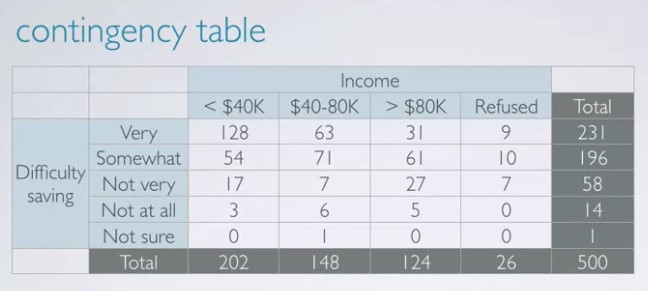 contingency table
Income
< $40K $40-80K > $80K Refused Total
Difficulty saving
Very 128 63 31 9 231
Somewhat 54 71 61 10 196
Not very 17 7 27 7 58
Not at all 3 6 5 0 14
Not sure 0 1 0 0 1
Total 202 148 124 26 500